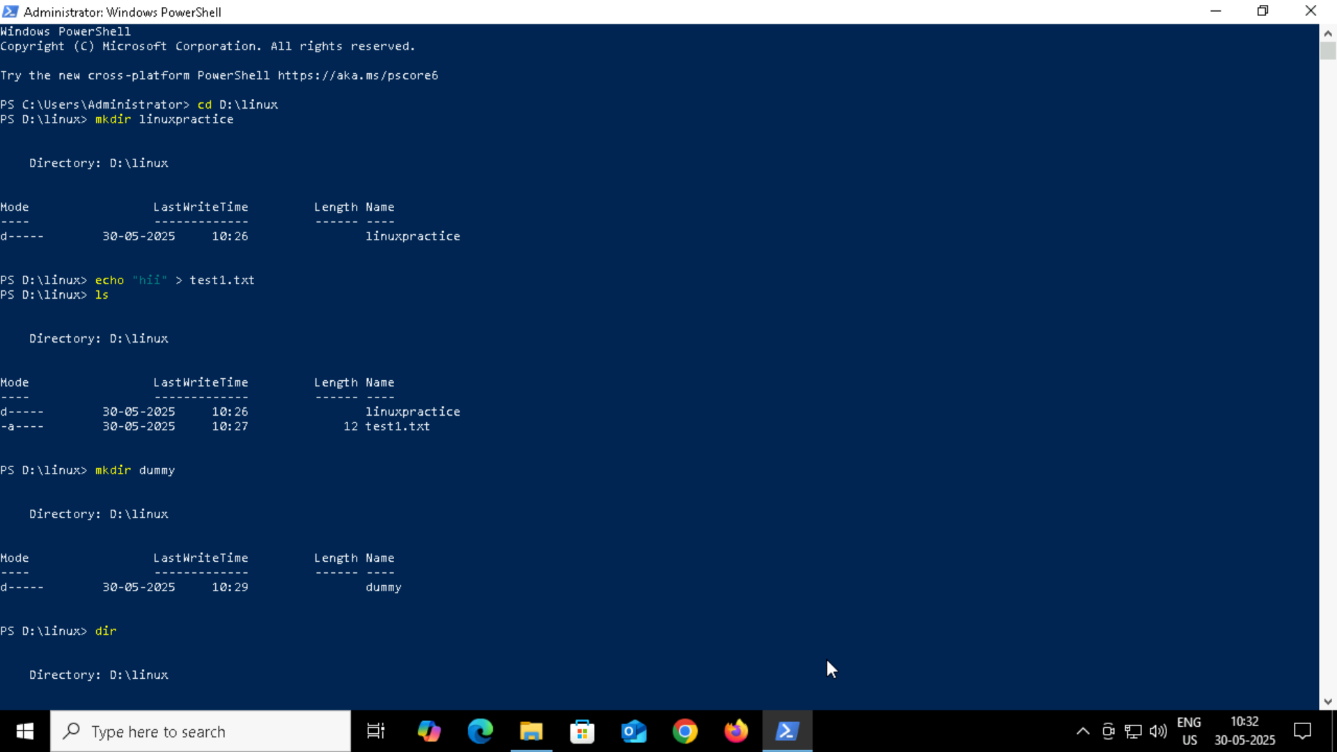 Administrator: Windows PowerShell
Windows PowerShell
Copyright (C) Microsoft Corporation. All rights reserved.
Try the new cross-platform PowerShell https://aka.ms/pscore6
PS C:\Users\Administrator> cd D:\linux
PS D:\linux> mkdir linuxpractice
Directory: D:\linux
Mode LastWriteTime Length Name
---- ------------- ------ ----
d----- 30-05-2025 10:26 linuxpractice
PS D:\linux> echo "hii" > test1.txt
PS D:\linux> ls
Directory: D:\linux
Mode LastWriteTime Length Name
---- ------------- ------ ----
d----- 30-05-2025 10:26 linuxpractice
-a---- 30-05-2025 10:27 12 test1.txt
PS D:\linux> mkdir dummy
Directory: D:\linux
Mode LastWriteTime Length Name
---- ------------- ------ ----
d----- 30-05-2025 10:29 dummy
PS D:\linux> dir
Directory: D:\linux
Type here to search
ENG
US
10:32
30-05-2025